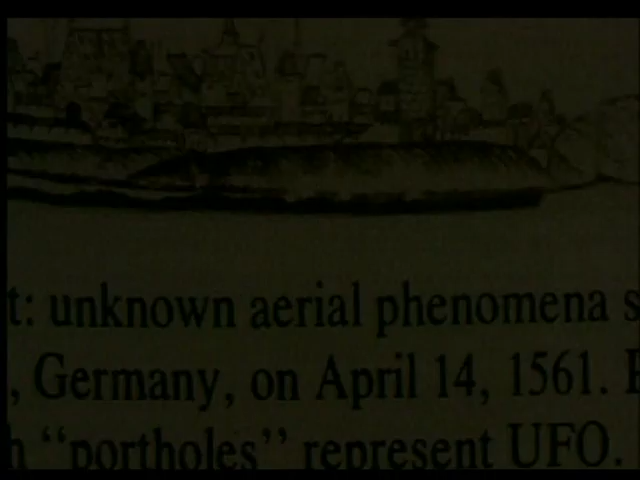 t: unknown aerial phenomena s
, Germany, on April 14, 1561.
h “portholes” represent UFO.